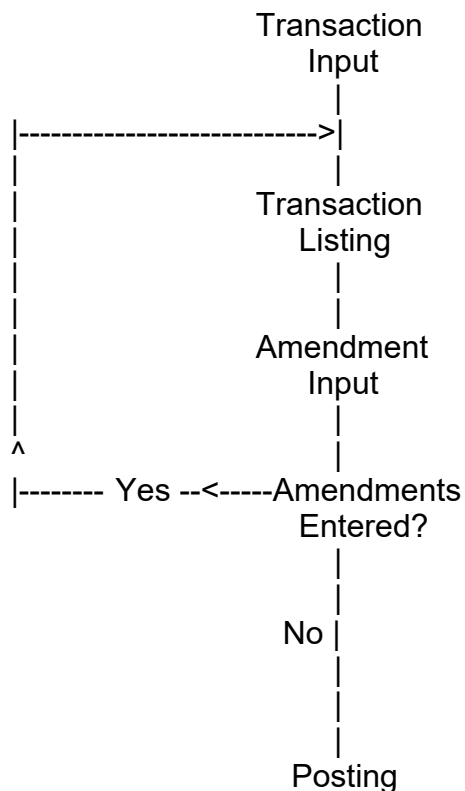 Transaction
Input
|
|---------------------------->|
| |
| Transaction
| Listing
| |
| |
| Amendment
| Input
| |
^ |
|-------- Yes --<-----Amendments
Entered?
|
|
No |
|
|
|
Posting